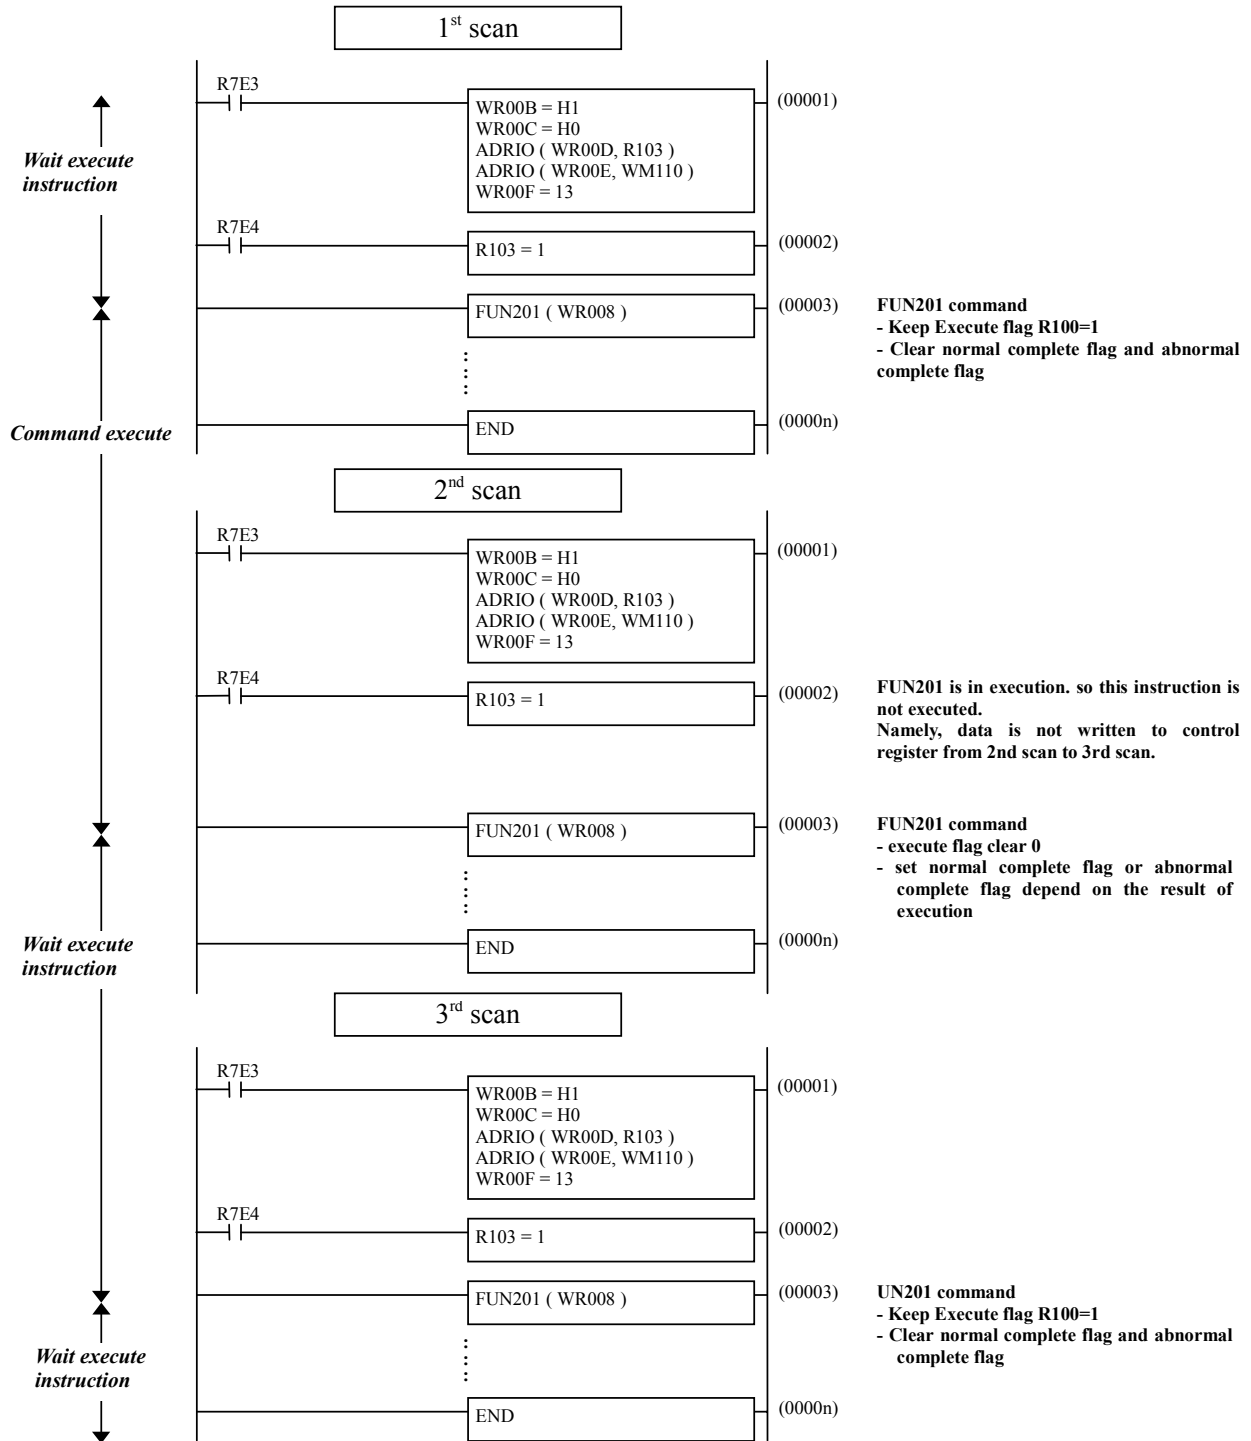 1st scan
R7E3
WR00B = H1
WR00C = H0
ADRIO ( WR00D, R103 )
ADRIO ( WR00E, WM110 )
WR00F = 13
(00001)
Wait execute
instruction
R7E4
R103 = 1
(00002)
FUN201 ( WR008 )
(00003)
FUN201 command
- Keep Execute flag R100=1
- Clear normal complete flag and abnormal
complete flag
Command execute
END
(0000n)
2nd scan
R7E3
WR00B = H1
WR00C = H0
ADRIO ( WR00D, R103 )
ADRIO ( WR00E, WM110 )
WR00F = 13
(00001)
R7E4
R103 = 1
(00002)
FUN201 is in execution. so this instruction is
not executed.
Namely, data is not written to control
register from 2nd scan to 3rd scan.
FUN201 ( WR008 )
(00003)
FUN201 command
- execute flag clear 0
- set normal complete flag or abnormal
complete flag depend on the result of
execution
Wait execute
instruction
END
(0000n)
3rd scan
R7E3
WR00B = H1
WR00C = H0
ADRIO ( WR00D, R103 )
ADRIO ( WR00E, WM110 )
WR00F = 13
(00001)
R7E4
R103 = 1
(00002)
FUN201 ( WR008 )
(00003)
UN201 command
- Keep Execute flag R100=1
- Clear normal complete flag and abnormal
complete flag
Wait execute
instruction
END
(0000n)